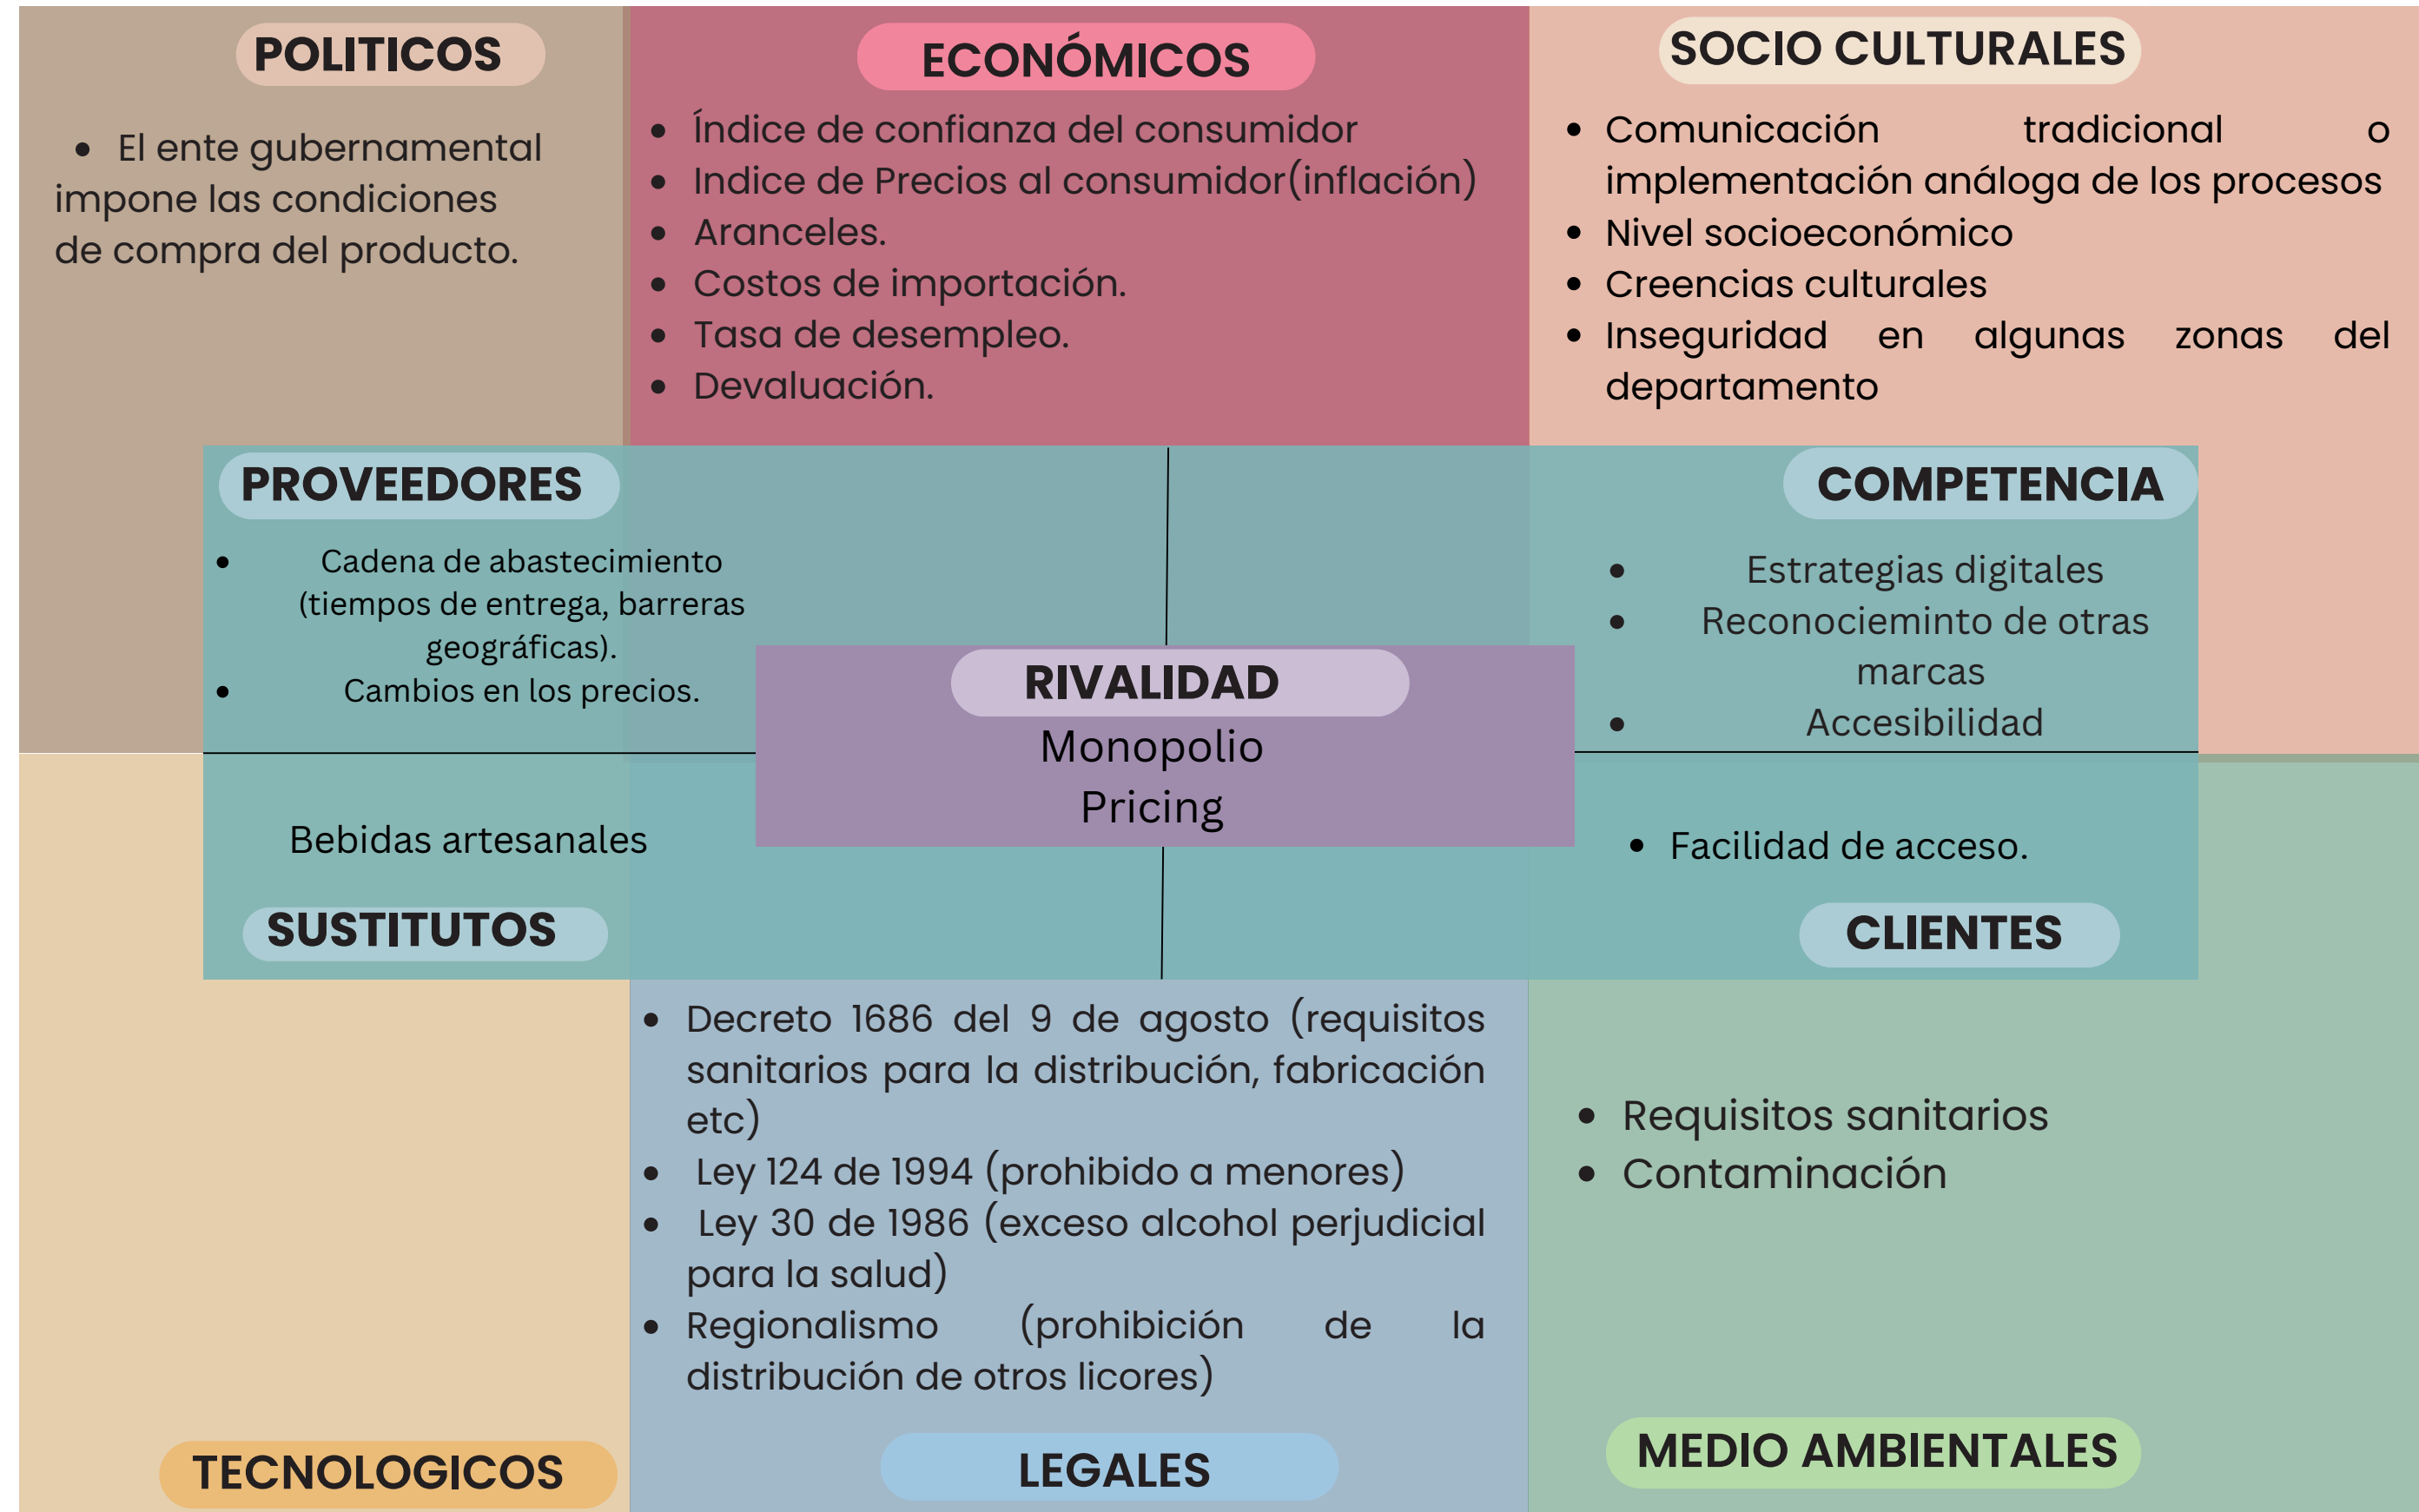 POLITICOS
• El ente gubernamental
impone las condiciones
de compra del producto.
ECONÓMICOS
• Índice de confianza del consumidor
• Indice de Precios al consumidor(inflación)
• Aranceles.
• Costos de importación.
• Tasa de desempleo.
• Devaluación.
SOCIO CULTURALES
• Comunicación tradicional o
implementación análoga de los procesos
• Nivel socioeconómico
• Creencias culturales
• Inseguridad en algunas zonas del
departamento
PROVEEDORES
• Cadena de abastecimiento
(tiempos de entrega, barreras
geográficas).
• Cambios en los precios.
COMPETENCIA
• Estrategias digitales
• Reconocieminto de otras
marcas
• Accesibilidad
RIVALIDAD
Monopolio
Pricing
Bebidas artesanales
SUSTITUTOS
• Facilidad de acceso.
CLIENTES
TECNOLOGICOS
• Decreto 1686 del 9 de agosto (requisitos
sanitarios para la distribución, fabricación
etc)
• Ley 124 de 1994 (prohibido a menores)
• Ley 30 de 1986 (exceso alcohol perjudicial
para la salud)
• Regionalismo (prohibición de la
distribución de otros licores)
LEGALES
• Requisitos sanitarios
• Contaminación
MEDIO AMBIENTALES